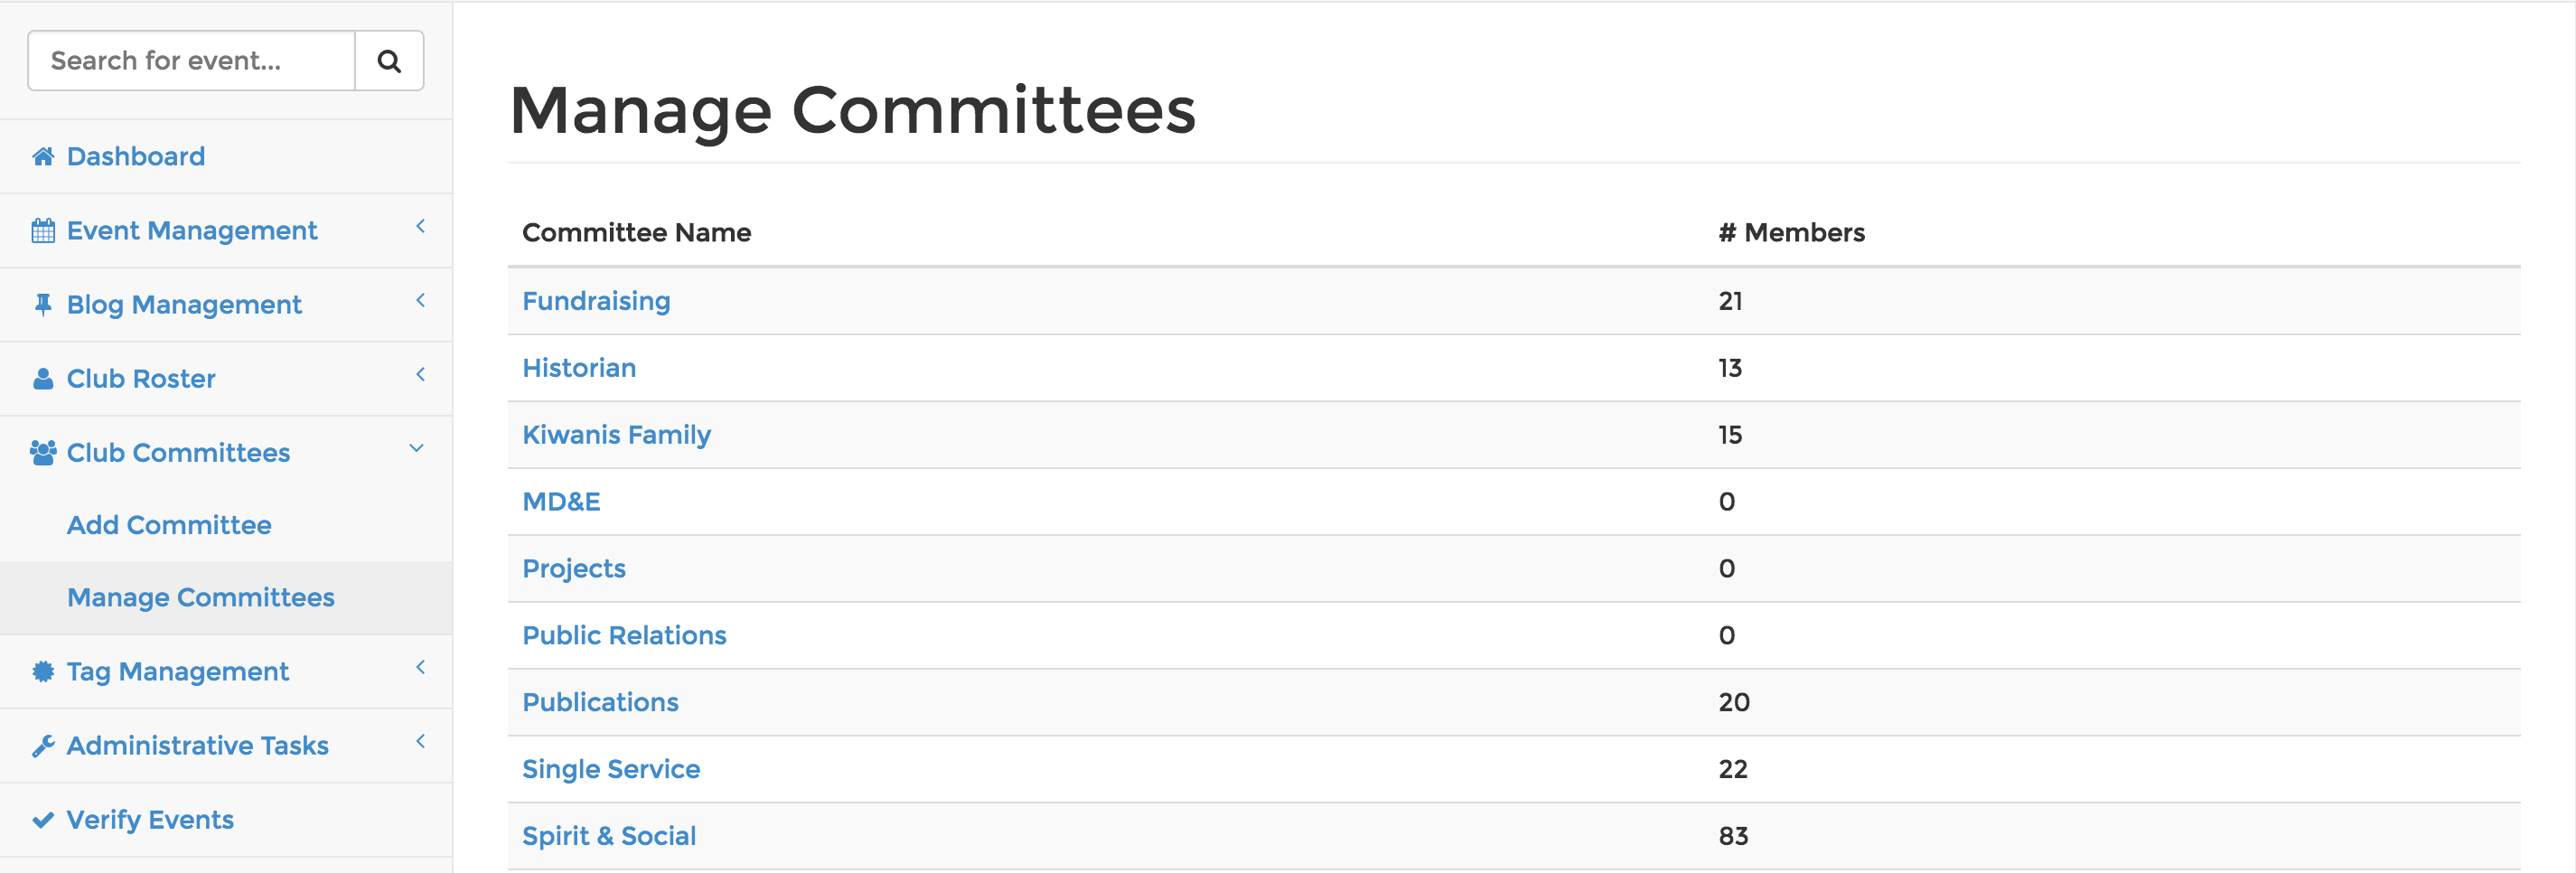 Search for event...
Dashboard
Event Management
Blog Management
Club Roster
Club Committees
Add Committee
Manage Committees
Tag Management
Administrative Tasks
Verify Events
Manage Committees
Committee Name # Members
Fundraising 21
Historian 13
Kiwanis Family 15
MD&E 0
Projects 0
Public Relations 0
Publications 20
Single Service 22
Spirit & Social 83